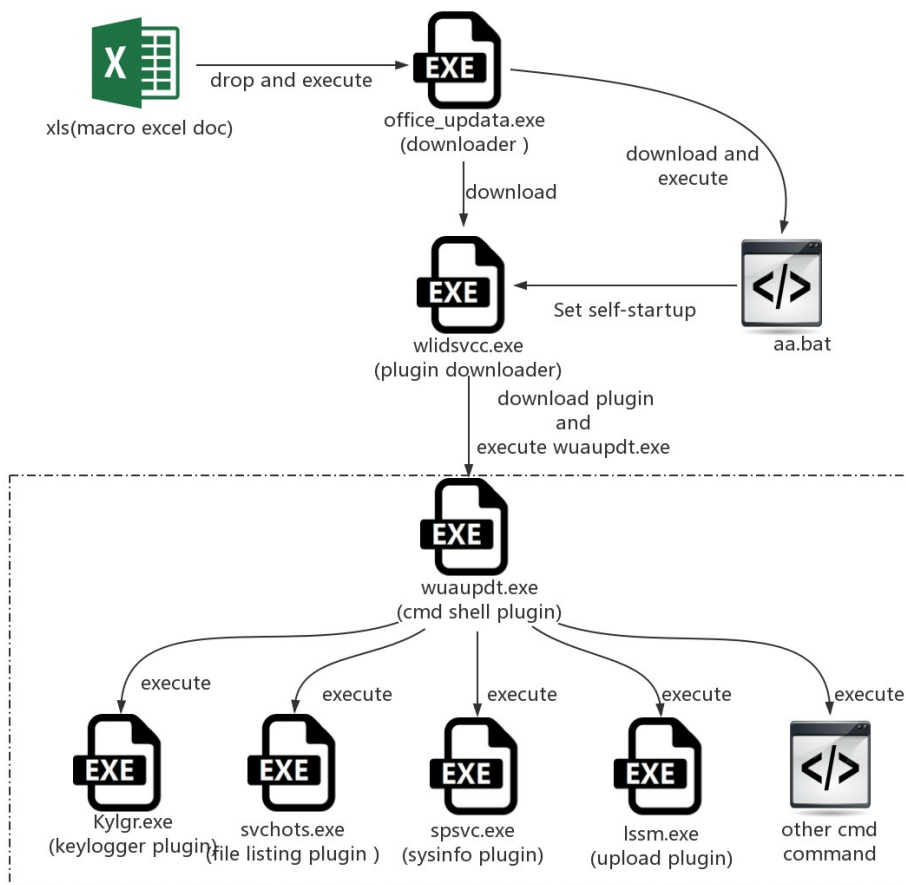 X
EXE
drop and execute
xls(macro excel doc)
office_updata.exe
(downloader )
download and
execute
download
EXE
</>
Set self-startup
wlidsvcc.exe
(plugin downloader)
aa.bat
download plugin
and
execute wuaupdt.exe
EXE
wuaupdt.exe
(cmd shell plugin)
execute
execute
execute
execute
execute
EXE
EXE
EXE
EXE
</>
Kylgr.exe
(keylogger plugin)
svchots.exe
(file listing plugin )
spsvc.exe
(sysinfo plugin)
lssm.exe
(upload plugin)
other cmd
command